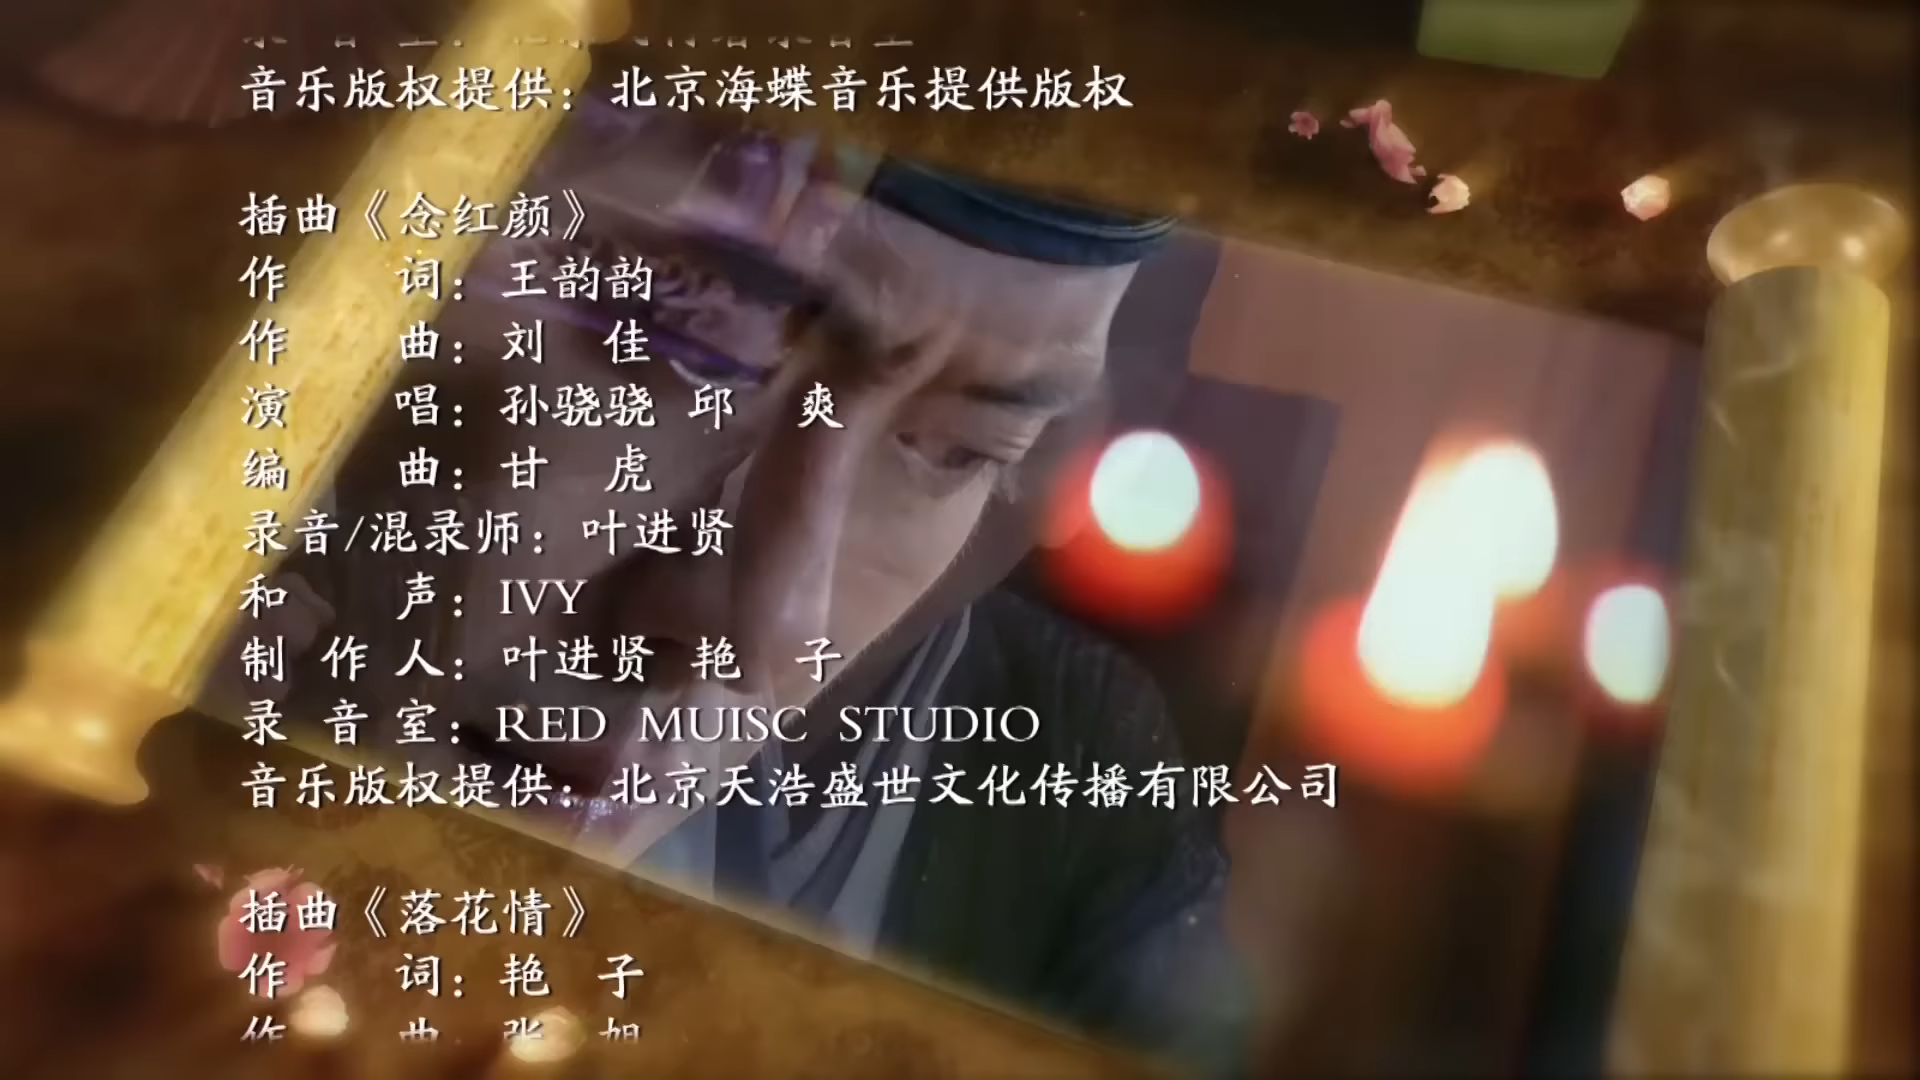 音乐版权提供：北京海蝶音乐提供版权
插曲《念红颜》
作 词：王韵韵
作 曲：刘 佳
演 唱：孙骁骁 邱 爽
编 曲：甘 虎
录音/混录师：叶进贤
和 声：IVY
制 作 人：叶进贤 艳 子
录 音 室：RED MUISC STUDIO
音乐版权提供：北京天浩盛世文化传播有限公司
插曲《落花情》
作 词：艳 子
作 曲：张 旭